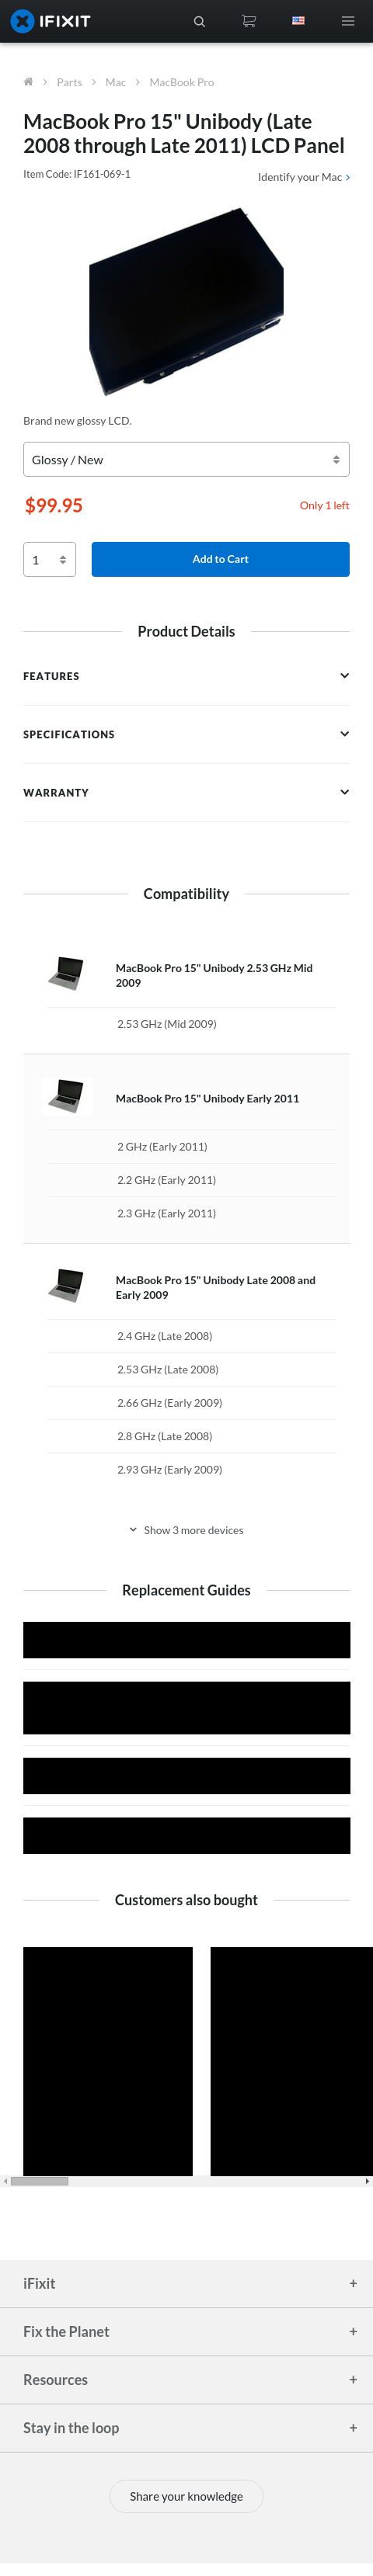 IFIXIT
Parts > Mac > MacBook Pro
MacBook Pro 15" Unibody (Late
2008 through Late 2011) LCD Panel
Item Code: IF161-069-1
Identify your Mac >
Brand new glossy LCD.
Glossy / New
$99.95
Only 1 left
1
Add to Cart
Product Details
FEATURES
SPECIFICATIONS
WARRANTY
Compatibility
MacBook Pro 15" Unibody 2.53 GHz Mid
2009
2.53 GHz (Mid 2009)
MacBook Pro 15" Unibody Early 2011
2 GHz (Early 2011)
2.2 GHz (Early 2011)
2.3 GHz (Early 2011)
MacBook Pro 15" Unibody Late 2008 and
Early 2009
2.4 GHz (Late 2008)
2.53 GHz (Late 2008)
2.66 GHz (Early 2009)
2.8 GHz (Late 2008)
2.93 GHz (Early 2009)
Show 3 more devices
Replacement Guides
Customers also bought
iFixit +
Fix the Planet +
Resources +
Stay in the loop +
Share your knowledge